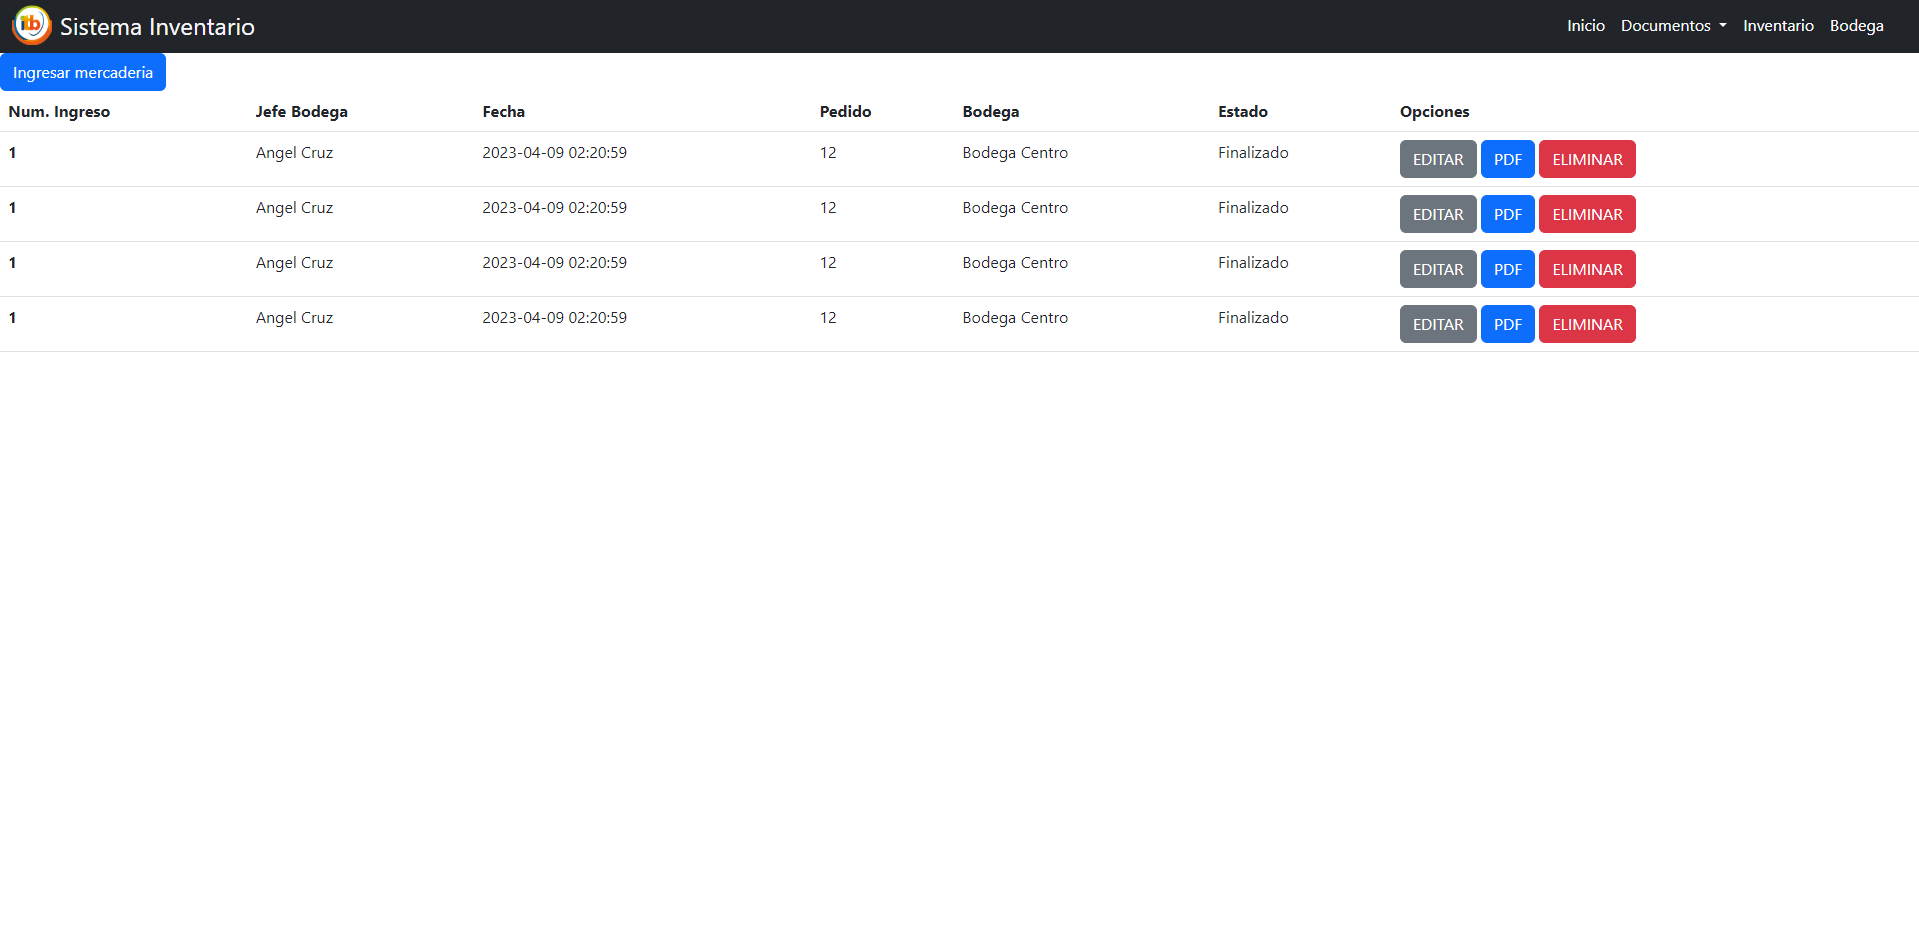 itb Sistema Inventario Inicio Documentos Inventario Bodega
Ingresar mercaderia
Num. Ingreso Jefe Bodega Fecha Pedido Bodega Estado Opciones
1 Angel Cruz 2023-04-09 02:20:59 12 Bodega Centro Finalizado EDITAR PDF ELIMINAR
1 Angel Cruz 2023-04-09 02:20:59 12 Bodega Centro Finalizado EDITAR PDF ELIMINAR
1 Angel Cruz 2023-04-09 02:20:59 12 Bodega Centro Finalizado EDITAR PDF ELIMINAR
1 Angel Cruz 2023-04-09 02:20:59 12 Bodega Centro Finalizado EDITAR PDF ELIMINAR